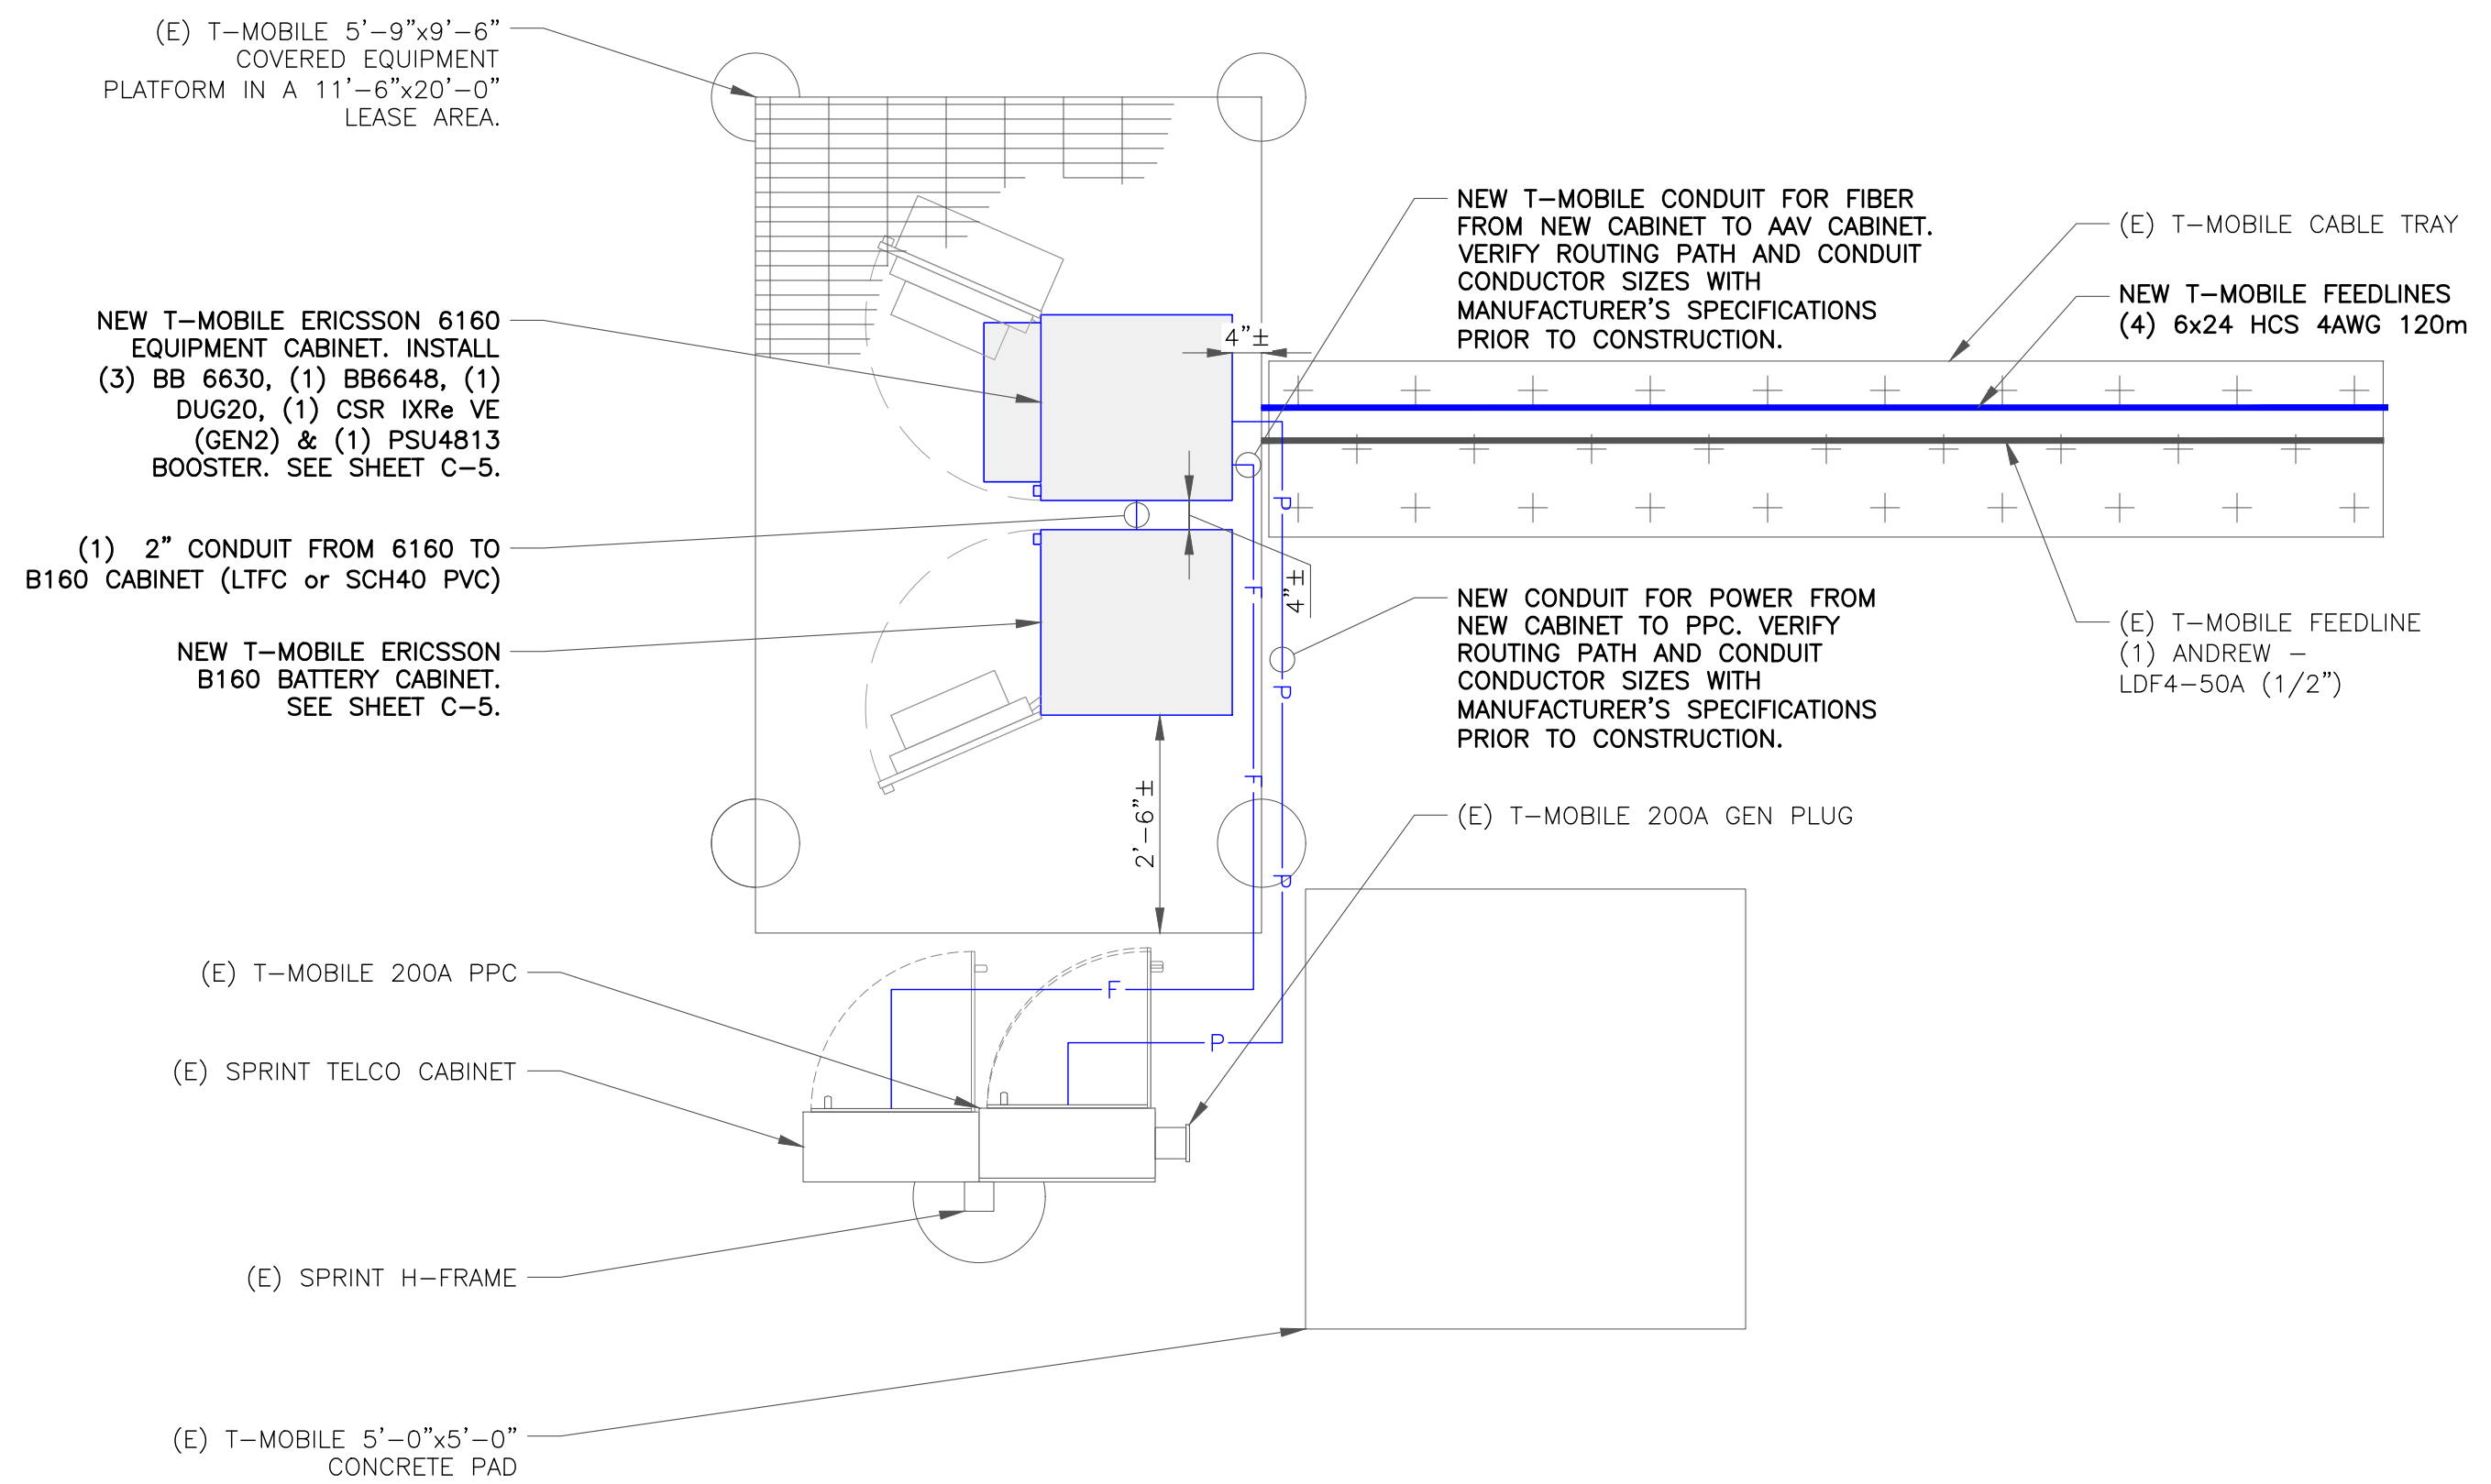 (E) T-MOBILE 5'-9"x9'-6"
COVERED EQUIPMENT
PLATFORM IN A 11'-6"x20'-0"
LEASE AREA.
NEW T-MOBILE ERICSSON 6160
EQUIPMENT CABINET. INSTALL
(3) BB 6630, (1) BB6648, (1)
DUG20, (1) CSR IXRe VE
(GEN2) & (1) PSU4813
BOOSTER. SEE SHEET C-5.
(1) 2" CONDUIT FROM 6160 TO
B160 CABINET (LTFC or SCH40 PVC)
NEW T-MOBILE ERICSSON
B160 BATTERY CABINET.
SEE SHEET C-5.
(E) T-MOBILE 200A PPC
(E) SPRINT TELCO CABINET
(E) SPRINT H-FRAME
(E) T-MOBILE 5'-0"x5'-0"
CONCRETE PAD
4"±
4"±
2'-6"±
P
P
P
P
F
F
F
NEW T-MOBILE CONDUIT FOR FIBER
FROM NEW CABINET TO AAV CABINET.
VERIFY ROUTING PATH AND CONDUIT
CONDUCTOR SIZES WITH
MANUFACTURER'S SPECIFICATIONS
PRIOR TO CONSTRUCTION.
NEW CONDUIT FOR POWER FROM
NEW CABINET TO PPC. VERIFY
ROUTING PATH AND CONDUIT
CONDUCTOR SIZES WITH
MANUFACTURER'S SPECIFICATIONS
PRIOR TO CONSTRUCTION.
(E) T-MOBILE 200A GEN PLUG
(E) T-MOBILE CABLE TRAY
NEW T-MOBILE FEEDLINES
(4) 6x24 HCS 4AWG 120m
(E) T-MOBILE FEEDLINE
(1) ANDREW -
LDF4-50A (1/2")